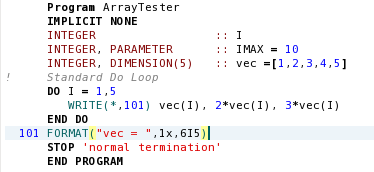 Program ArrayTester
IMPLICIT NONE
INTEGER :: I
INTEGER, PARAMETER :: IMAX = 10
INTEGER, DIMENSION(5) :: vec =[1,2,3,4,5]
! Standard Do Loop
DO I = 1,5
WRITE(*,101) vec(I), 2*vec(I), 3*vec(I)
END DO
101 FORMAT("vec = ",1x,6I5)
STOP 'normal termination'
END PROGRAM